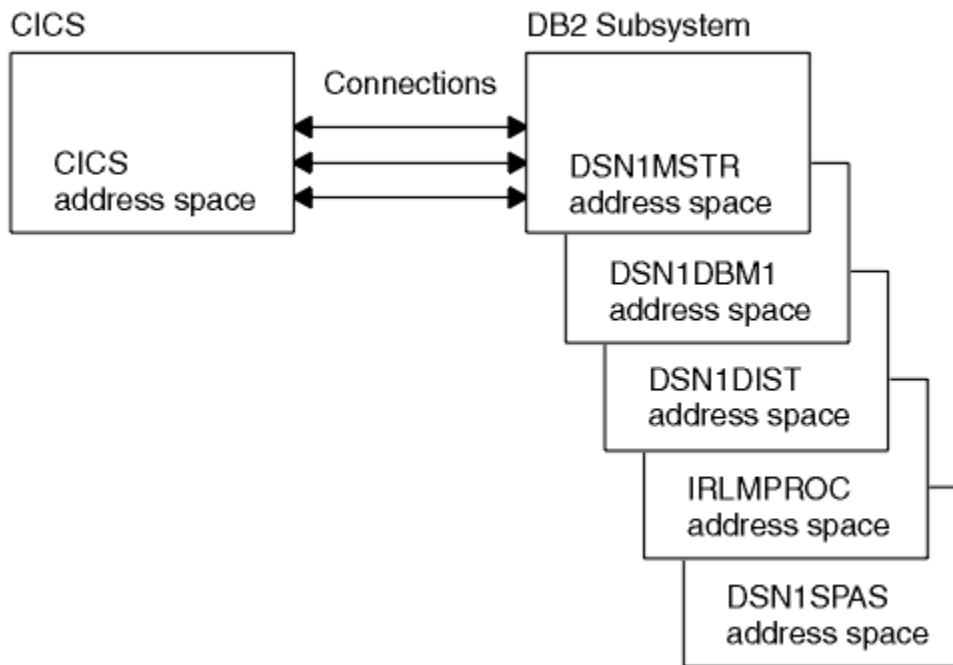 CICS
DB2 Subsystem
Connections
CICS
address space
DSN1MSTR
address space
DSN1DBM1
address space
DSN1DIST
address space
IRLMPROC
address space
DSN1SPAS
address space